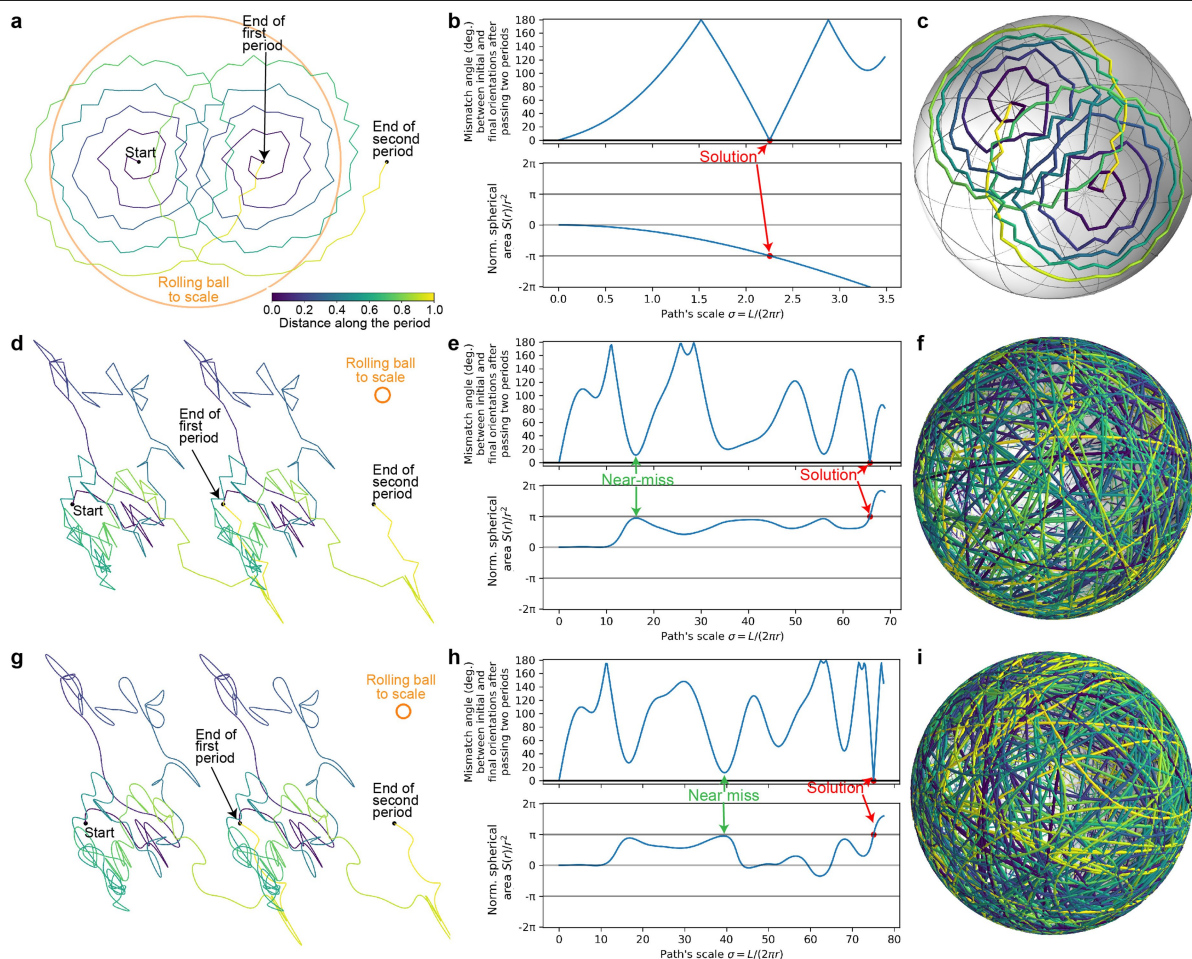 a
End of
first
period
Start
End of
second
period
Rolling ball
to scale
0.0 0.2 0.4 0.6 0.8 1.0
Distance along the period
b
Mismatch angle (deg.)
between initial and
final orientations after
passing two periods
180
160
140
120
100
80
60
40
20
0
Solution
Norm. spherical
area S(r)/r²
2π
π
0
-π
-2π
0.0 0.5 1.0 1.5 2.0 2.5 3.0 3.5
Path's scale σ = L/(2πr)
c
d
Rolling ball
to scale
End of
first
period
End of
second
period
Start
e
Mismatch angle (deg.)
between initial and
final orientations after
passing two periods
180
160
140
120
100
80
60
40
20
0
Near-miss
Solution
Norm. spherical
area S(r)/r²
2π
π
0
-π
-2π
0 10 20 30 40 50 60 70
Path's scale σ = L/(2πr)
f
g
Rolling ball
to scale
End of
first
period
End of
second
period
Start
h
Mismatch angle (deg.)
between initial and
final orientations after
passing two periods
180
160
140
120
100
80
60
40
20
0
Near miss
Solution
Norm. spherical
area S(r)/r²
2π
π
0
-π
-2π
0 10 20 30 40 50 60 70 80
Path's scale σ = L/(2πr)
i